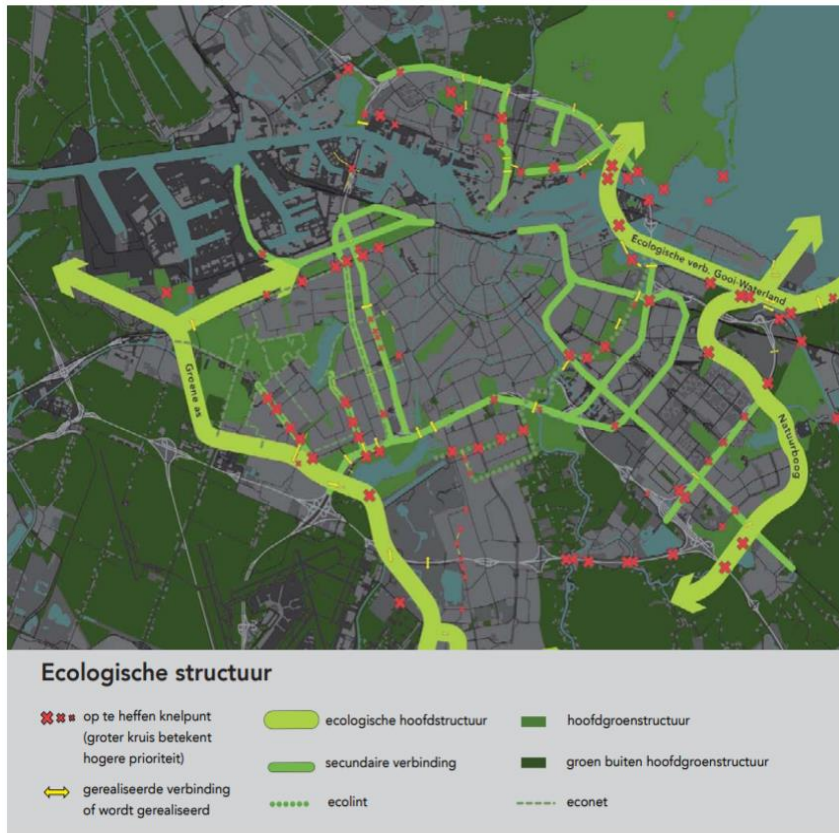 Ecologische verb. Gooi-Waterland
Groene as
Natuurboog
Ecologische structuur
op te heffen knelpunt
(groter kruis betekent
hogere prioriteit)
gerealiseerde verbinding
of wordt gerealiseerd
ecologische hoofdstructuur
secundaire verbinding
ecolint
hoofdgroenstructuur
groen buiten hoofdgroenstructuur
econet